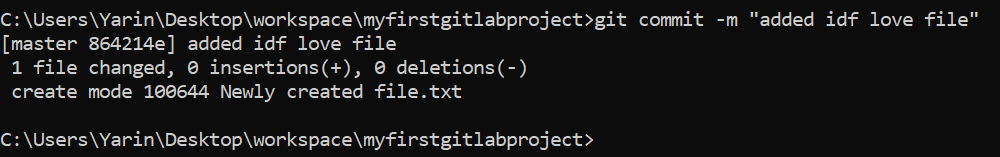 C:\Users\Yarin\Desktop\workspace\myfirstgitlabproject>git commit -m "added idf love file"
[master 864214e] added idf love file
 1 file changed, 0 insertions(+), 0 deletions(-)
 create mode 100644 Newly created file.txt
C:\Users\Yarin\Desktop\workspace\myfirstgitlabproject>